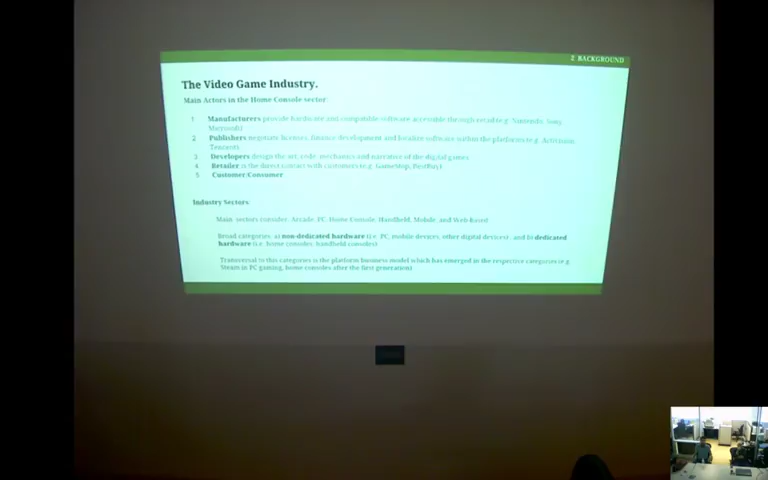 2 BACKGROUND
The Video Game Industry.
Main Actors in the Home Console sector:
1 Manufacturers provide hardware and compatible software accessible through retail (e.g. Nintendo, Sony,
Microsoft)
2 Publishers negotiate licenses, finance development and localize software within the platforms (e.g. Activision,
Tencent).
3 Developers design the art, code, mechanics and narrative of the digital games.
4 Retailer is the direct contact with customers (e.g. GameStop, BestBuy)
5 Customer/Consumer
Industry Sectors
Main sectors consider: Arcade, PC, Home Console, Handheld, Mobile and Web-Based.
Broad categories: a) non-dedicated hardware (i.e. PC, mobile devices, other digital devices) , and b) dedicated
hardware (i.e. home consoles, handheld consoles)
Transversal to this categories is the platform business model which has emerged in the respective categories (e.g.
Steam in PC gaming, home consoles after the first generation)